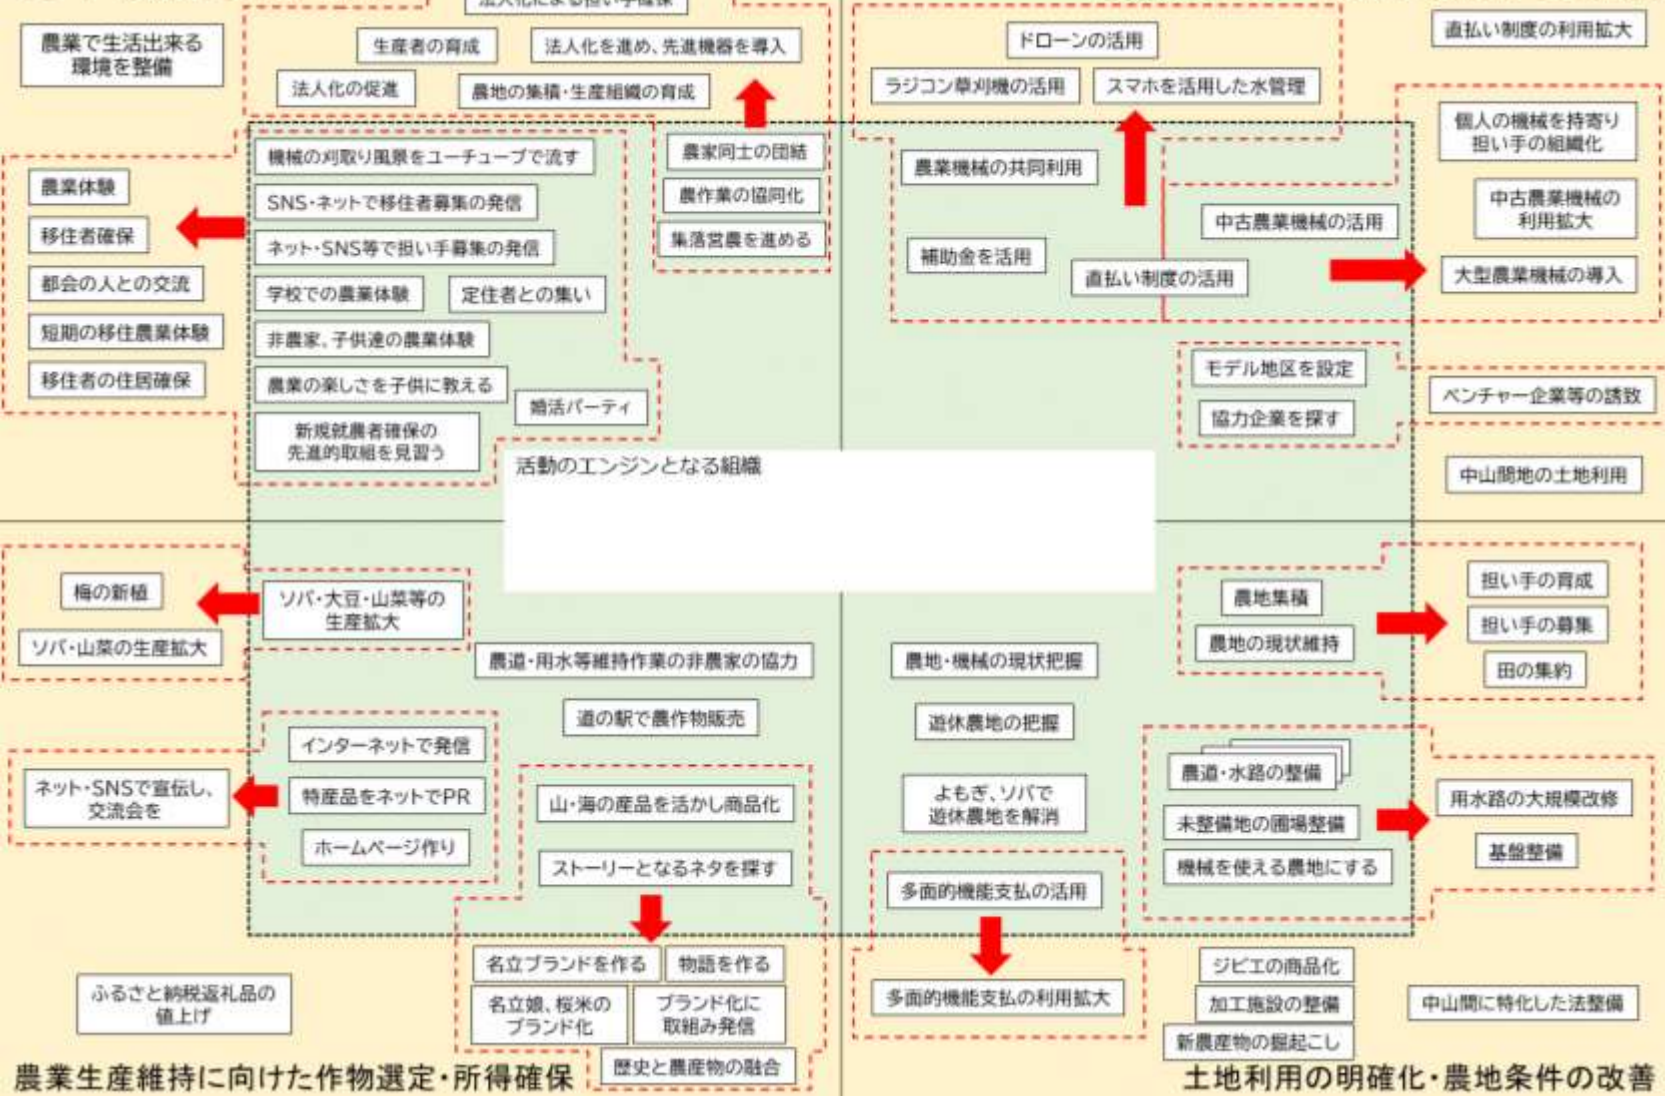 農業で生活出来る
環境を整備
生産者の育成
法人化を進め、先進機器を導入
法人化の促進
農地の集積・生産組織の育成
機械の刈取り風景をユーチューブで流す
SNS・ネットで移住者募集の発信
ネット・SNS等で担い手募集の発信
学校での農業体験
定住者との集い
非農家、子供達の農業体験
農業の楽しさを子供に教える
婚活パーティ
新規就農者確保の
先進的取組を見習う
農家同士の団結
農作業の協同化
集落営農を進める
農業体験
移住者確保
都会の人との交流
短期の移住農業体験
移住者の住居確保
ドローンの活用
ラジコン草刈機の活用
スマホを活用した水管理
農業機械の共同利用
補助金を活用
直払い制度の活用
中古農業機械の活用
直払い制度の利用拡大
個人の機械を持寄り
担い手の組織化
中古農業機械の
利用拡大
大型農業機械の導入
モデル地区を設定
協力企業を探す
ベンチャー企業等の誘致
中山間地の土地利用
活動のエンジンとなる組織
梅の新植
ソバ・山菜の生産拡大
ソバ・大豆・山菜等の
生産拡大
農道・用水等維持作業の非農家の協力
道の駅で農作物販売
インターネットで発信
特産品をネットでPR
ホームページ作り
ネット・SNSで宣伝し、
交流会を
山・海の産品を活かし商品化
ストーリーとなるネタを探す
名立ブランドを作る
物語を作る
名立娘、桜米の
ブランド化
ブランド化に
取組み発信
歴史と農産物の融合
ふるさと納税返礼品の
値上げ
農業生産維持に向けた作物選定・所得確保
農地・機械の現状把握
遊休農地の把握
よもぎ、ソバで
遊休農地を解消
多面的機能支払の活用
多面的機能支払の利用拡大
農地集積
農地の現状維持
担い手の育成
担い手の募集
田の集約
農道・水路の整備
未整備地の圃場整備
機械を使える農地にする
用水路の大規模改修
基盤整備
ジビエの商品化
加工施設の整備
新農産物の掘起こし
中山間に特化した法整備
土地利用の明確化・農地条件の改善